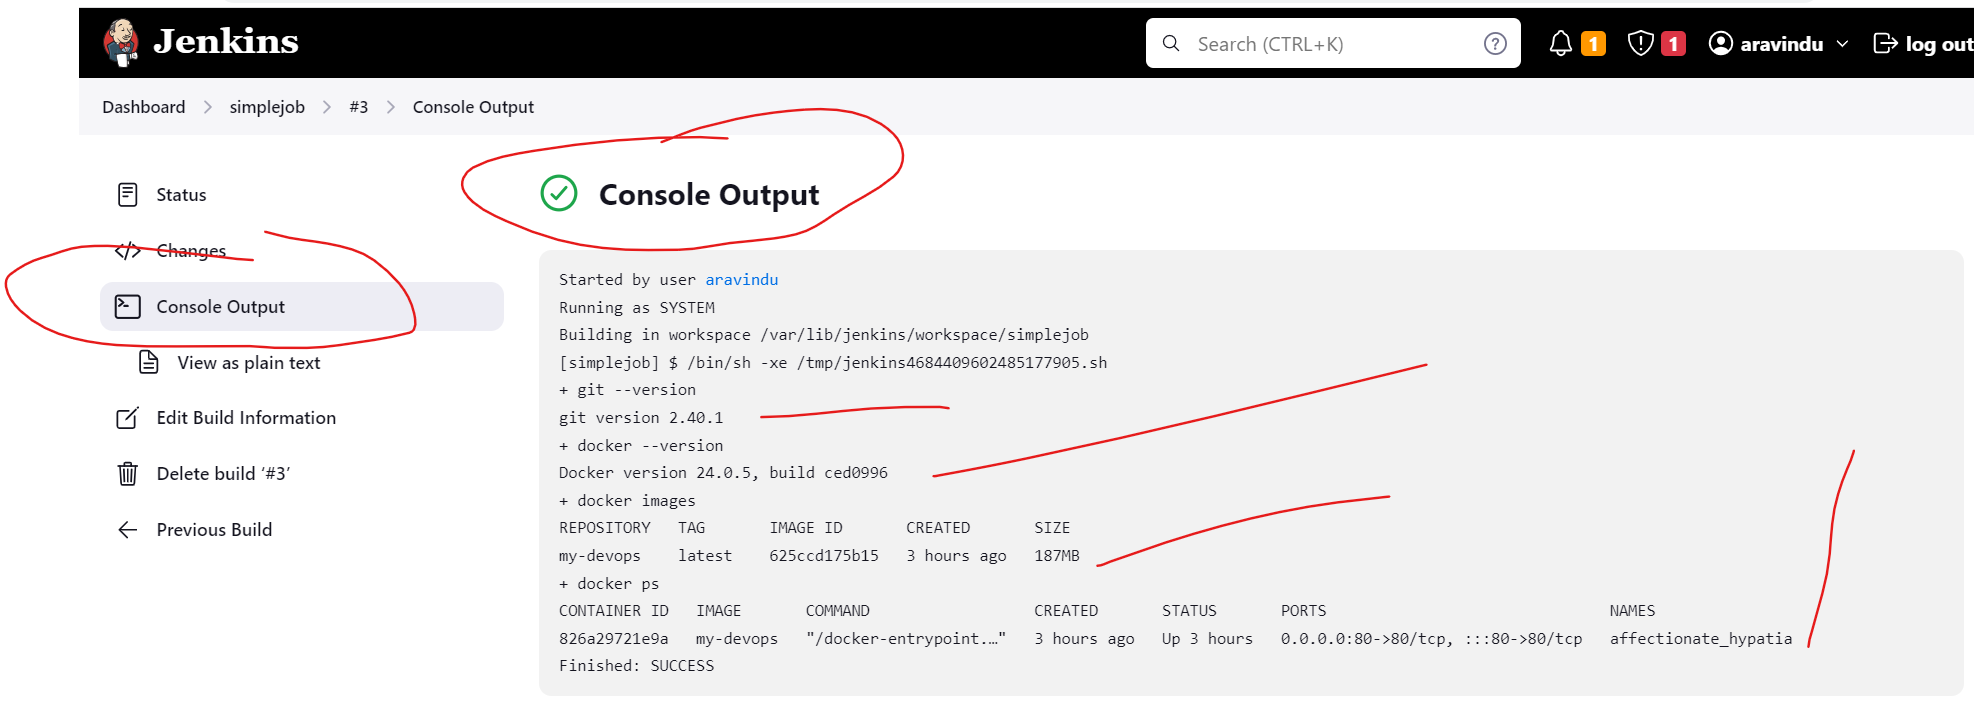 Jenkins
Search (CTRL+K)
1
1
aravindu
log out
Dashboard > simplejob > #3 > Console Output
Status
Changes
Console Output
View as plain text
Edit Build Information
Delete build ‘#3’
Previous Build
Console Output
Started by user aravindu
Running as SYSTEM
Building in workspace /var/lib/jenkins/workspace/simplejob
[simplejob] $ /bin/sh -xe /tmp/jenkins4684409602485177905.sh
+ git --version
git version 2.40.1
+ docker --version
Docker version 24.0.5, build ced0996
+ docker images
REPOSITORY   TAG       IMAGE ID       CREATED       SIZE
my-devops    latest    625ccd175b15   3 hours ago   187MB
+ docker ps
CONTAINER ID   IMAGE       COMMAND                  CREATED       STATUS       PORTS                               NAMES
826a29721e9a   my-devops   "/docker-entrypoint.…"   3 hours ago   Up 3 hours   0.0.0.0:80->80/tcp, :::80->80/tcp   affectionate_hypatia
Finished: SUCCESS